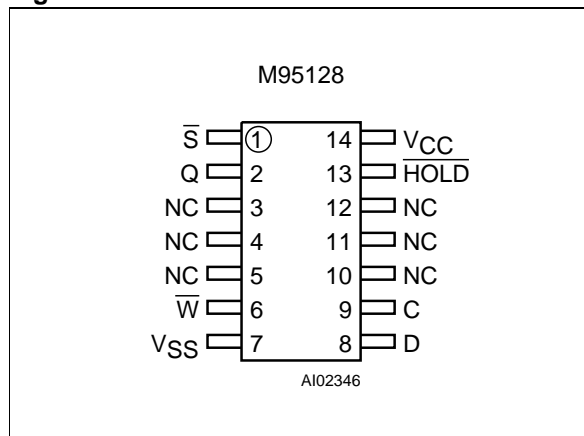 M95128
S̅ 1 14 VCC
Q 2 13 H̅O̅L̅D̅
NC 3 12 NC
NC 4 11 NC
NC 5 10 NC
W̅ 6 9 C
VSS 7 8 D
AI02346